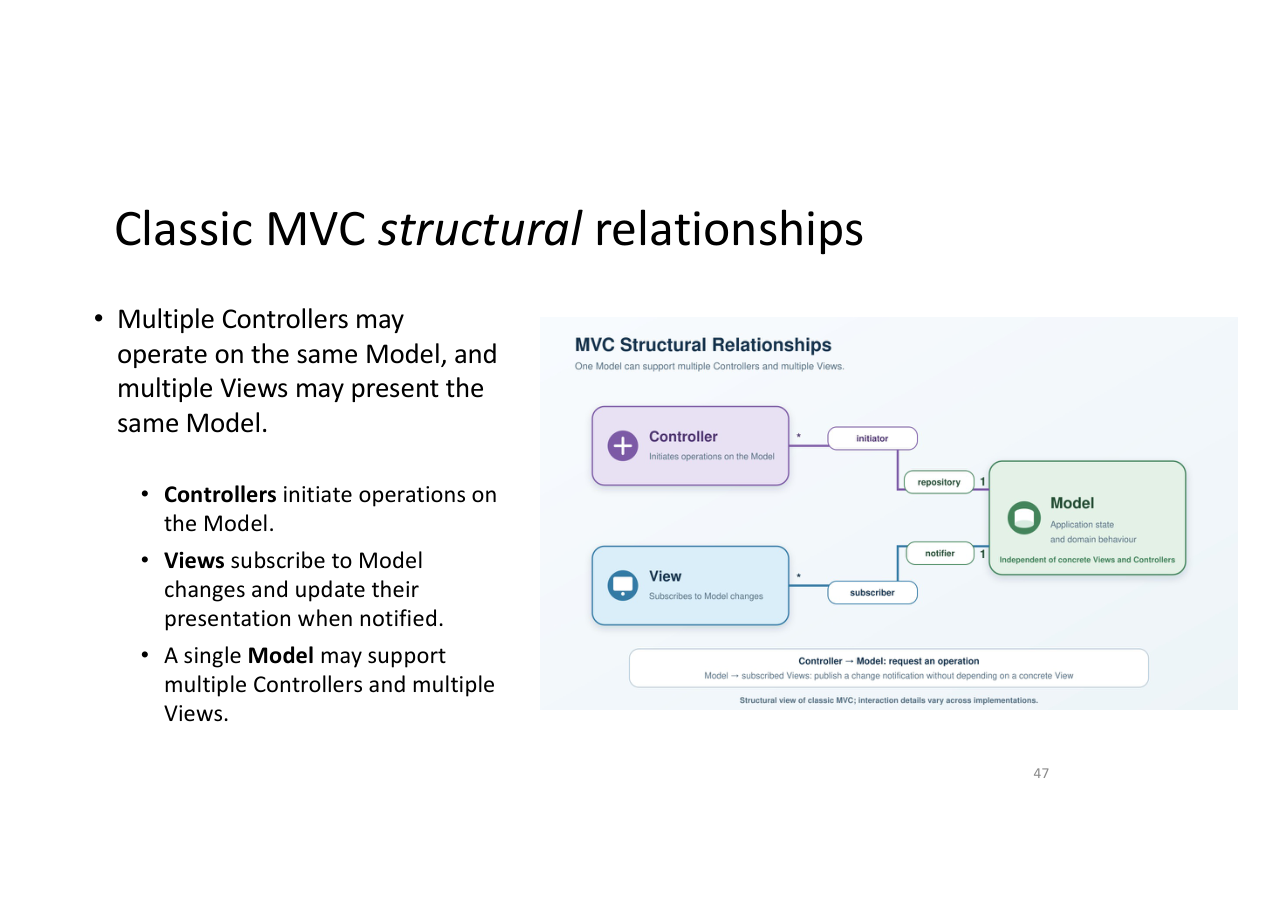 Classic MVC structural relationships
• Multiple Controllers may
operate on the same Model, and
multiple Views may present the
same Model.
• Controllers initiate operations on
the Model.
• Views subscribe to Model
changes and update their
presentation when notified.
• A single Model may support
multiple Controllers and multiple
Views.
MVC Structural Relationships
One Model can support multiple Controllers and multiple Views.
Controller
Initiates operations on the Model
*
initiator
repository
1
Model
Application state
and domain behaviour
Independent of concrete Views and Controllers
View
Subscribes to Model changes
*
subscriber
notifier
1
Controller → Model: request an operation
Model → subscribed Views: publish a change notification without depending on a concrete View
Structural view of classic MVC; interaction details vary across implementations.
47